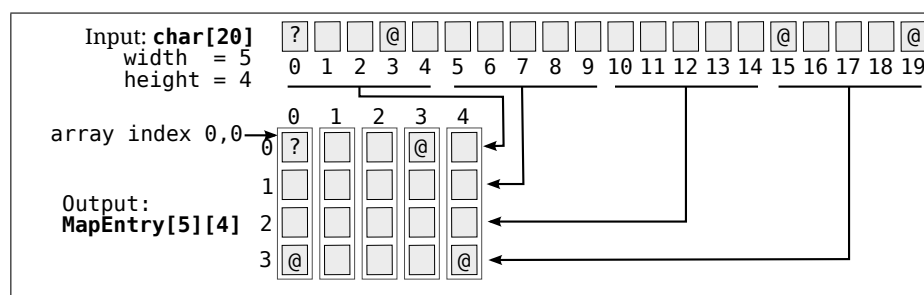 Input: char[20] ? @ @ @
width = 5
height = 4
0 1 2 3 4 5 6 7 8 9 10 11 12 13 14 15 16 17 18 19
0 1 2 3 4
array index 0,0
0 ? @
1
Output:
MapEntry[5][4] 2
3 @ @